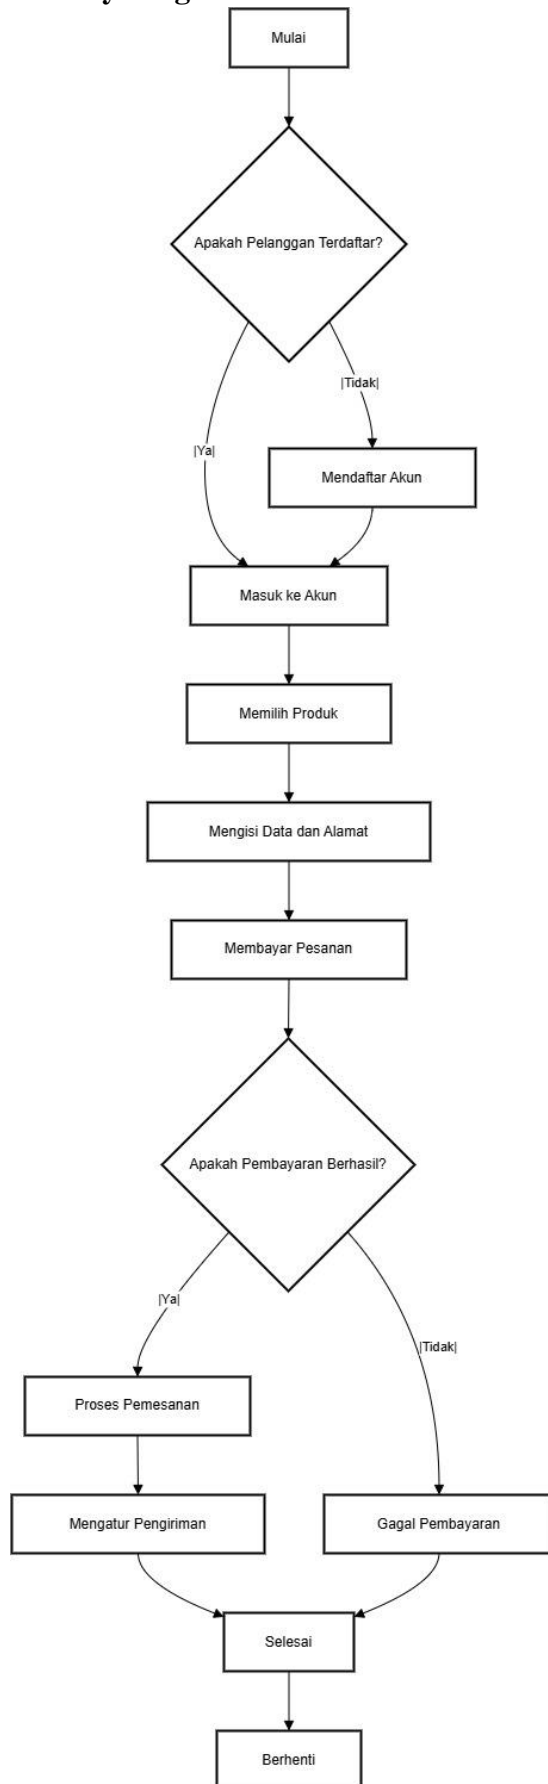 Mulai
Apakah Pelanggan Terdaftar?
|Tidak|
|Ya|
Mendaftar Akun
Masuk ke Akun
Memilih Produk
Mengisi Data dan Alamat
Membayar Pesanan
Apakah Pembayaran Berhasil?
|Ya|
|Tidak|
Proses Pemesanan
Mengatur Pengiriman
Gagal Pembayaran
Selesai
Berhenti